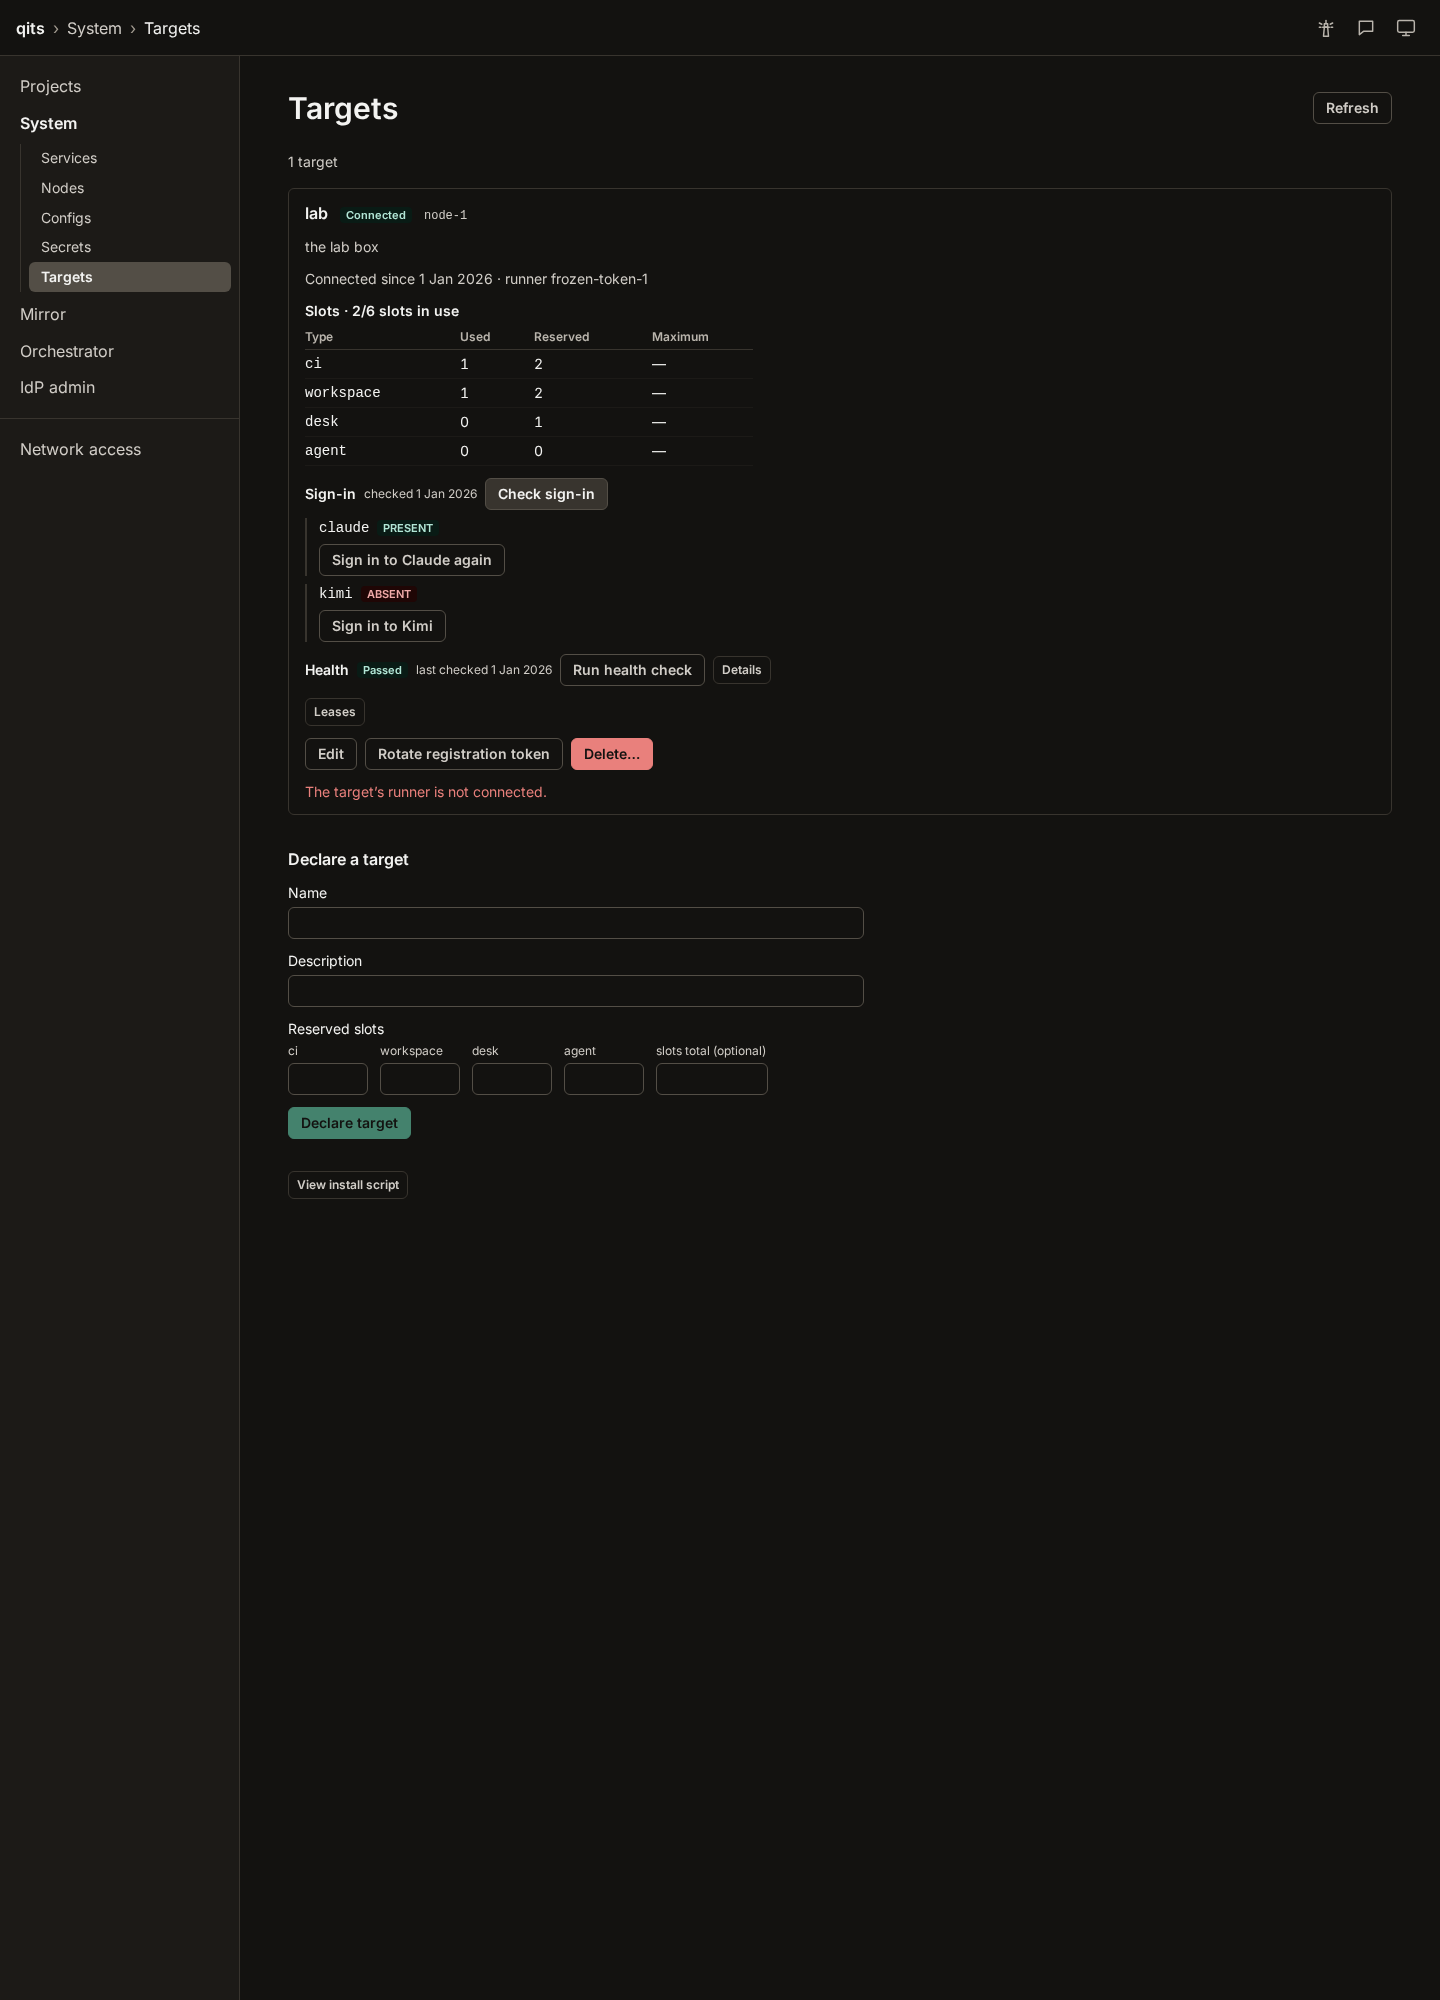 qits › System › Targets
Projects
System
Services
Nodes
Configs
Secrets
Targets
Mirror
Orchestrator
IdP admin
Network access
Targets
Refresh
1 target
lab Connected node-1
the lab box
Connected since 1 Jan 2026 · runner frozen-token-1
Slots · 2/6 slots in use
Type Used Reserved Maximum
ci 1 2 —
workspace 1 2 —
desk 0 1 —
agent 0 0 —
Sign-in checked 1 Jan 2026 Check sign-in
claude PRESENT
Sign in to Claude again
kimi ABSENT
Sign in to Kimi
Health Passed last checked 1 Jan 2026 Run health check Details
Leases
Edit Rotate registration token Delete…
The target’s runner is not connected.
Declare a target
Name
Description
Reserved slots
ci workspace desk agent slots total (optional)
Declare target
View install script